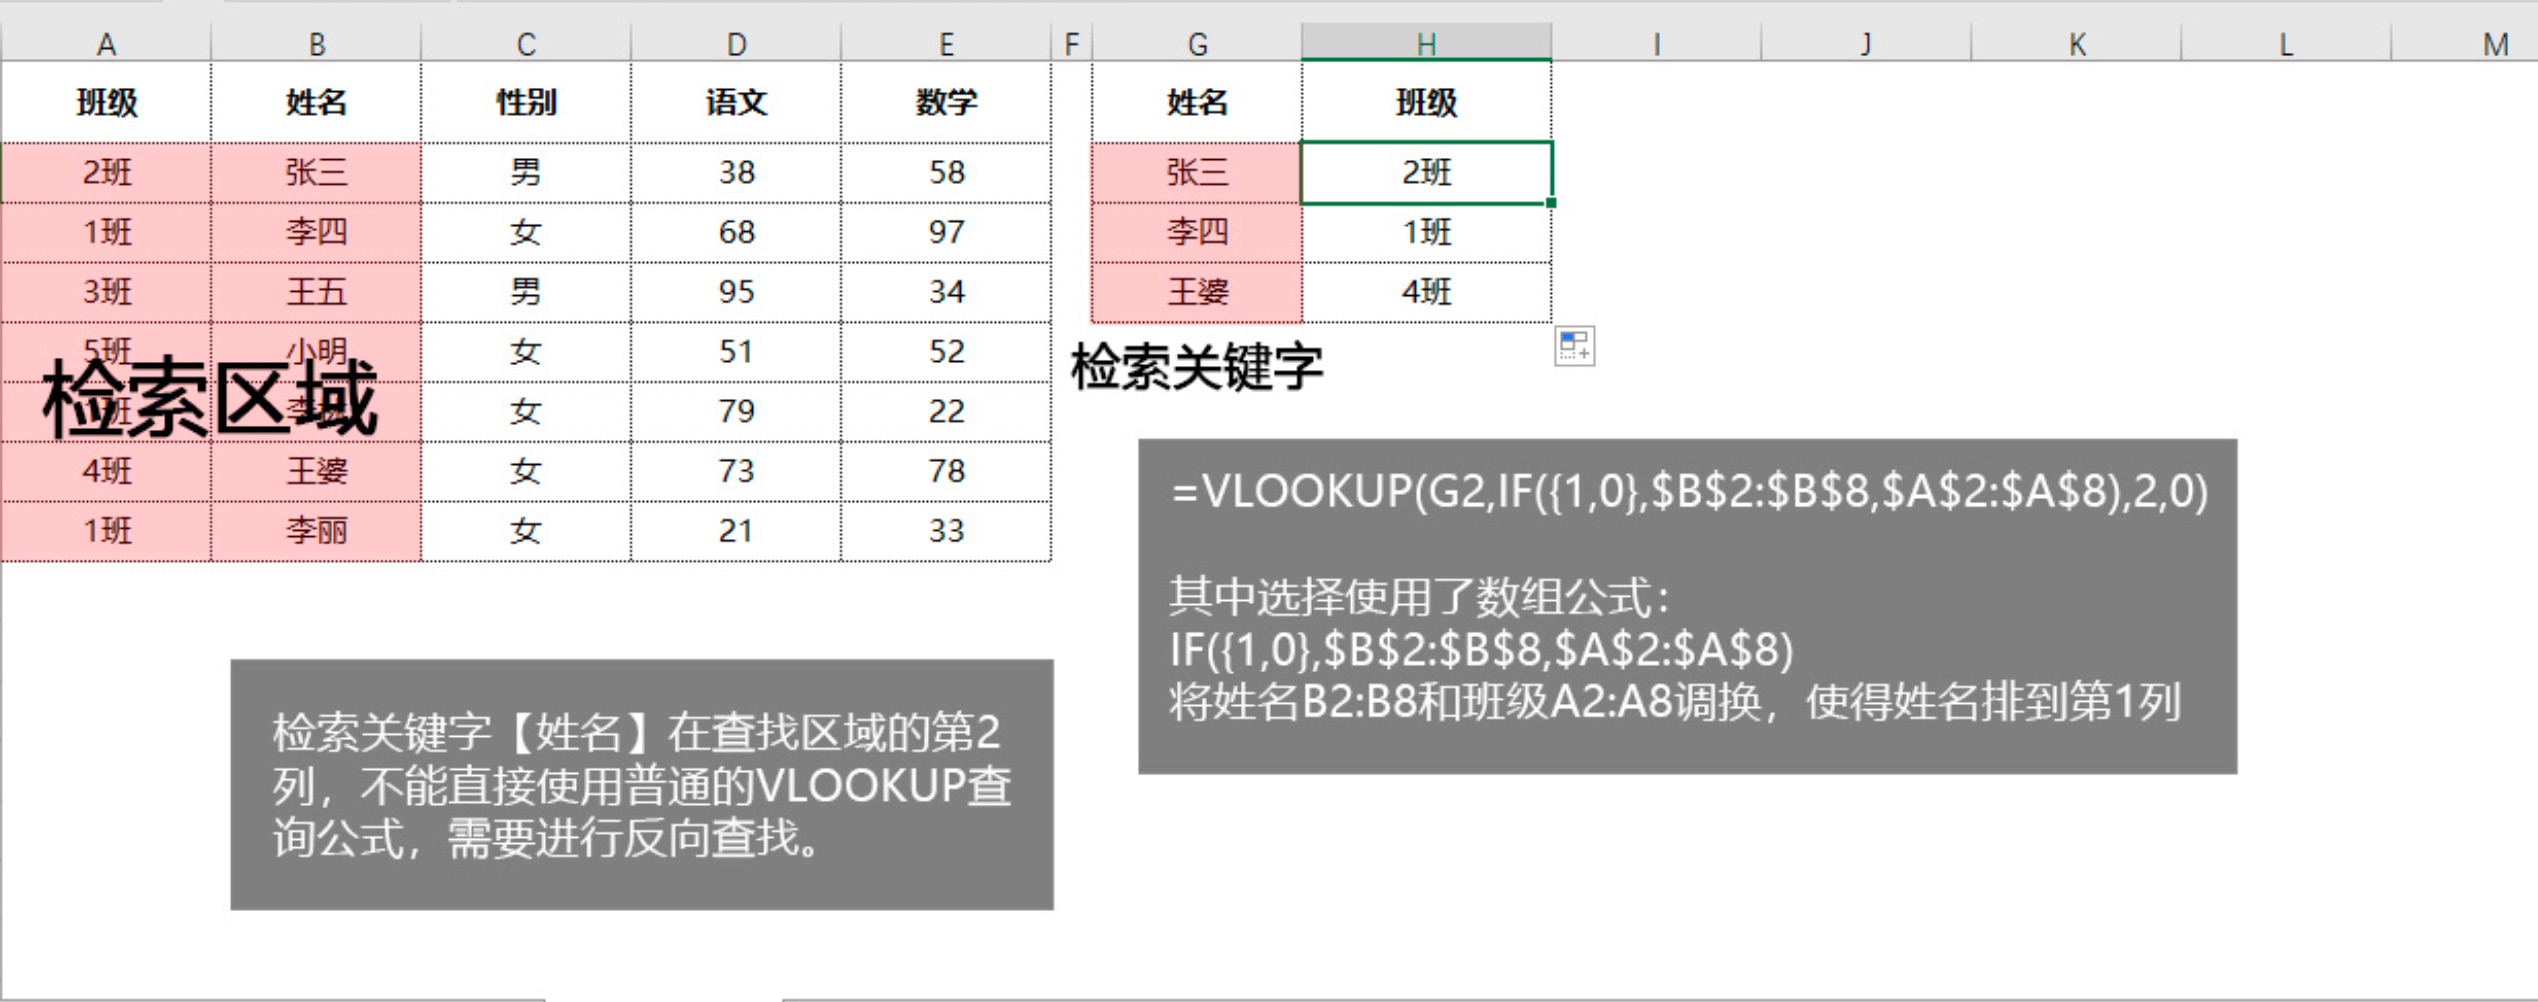 A B C D E F G H I J K L M
班级 姓名 性别 语文 数学 姓名 班级
2班 张三 男 38 58 张三 2班
1班 李四 女 68 97 李四 1班
3班 王五 男 95 34 王婆 4班
5班 小明 女 51 52
检索关键字
检索区域
1班 女 79 22
4班 王婆 女 73 78
1班 李丽 女 21 33
=VLOOKUP(G2,IF({1,0},$B$2:$B$8,$A$2:$A$8),2,0)
其中选择使用了数组公式：
IF({1,0},$B$2:$B$8,$A$2:$A$8)
将姓名B2:B8和班级A2:A8调换，使得姓名排到第1列
检索关键字【姓名】在查找区域的第2
列，不能直接使用普通的VLOOKUP查
询公式，需要进行反向查找。